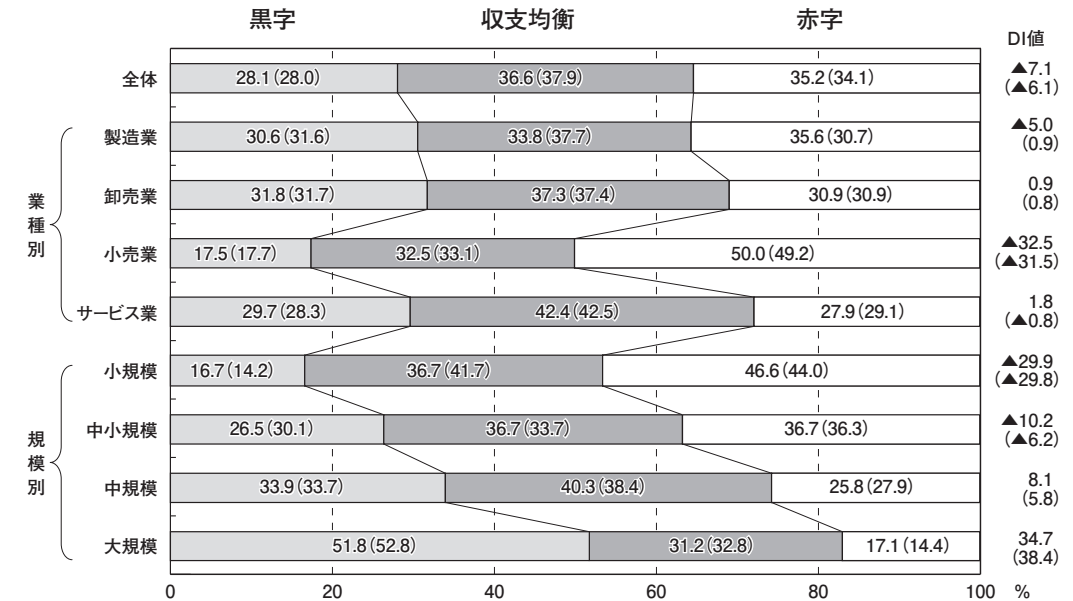 黒字 収支均衡 赤字
DI値
全体 28.1(28.0) 36.6(37.9) 35.2(34.1) ▲7.1
(▲6.1)
製造業 30.6(31.6) 33.8(37.7) 35.6(30.7) ▲5.0
(0.9)
卸売業 31.8(31.7) 37.3(37.4) 30.9(30.9) 0.9
(0.8)
業種別
小売業 17.5(17.7) 32.5(33.1) 50.0(49.2) ▲32.5
(▲31.5)
サービス業 29.7(28.3) 42.4(42.5) 27.9(29.1) 1.8
(▲0.8)
小規模 16.7(14.2) 36.7(41.7) 46.6(44.0) ▲29.9
(▲29.8)
中小規模 26.5(30.1) 36.7(33.7) 36.7(36.3) ▲10.2
(▲6.2)
規模別
中規模 33.9(33.7) 40.3(38.4) 25.8(27.9) 8.1
(5.8)
大規模 51.8(52.8) 31.2(32.8) 17.1(14.4) 34.7
(38.4)
0 20 40 60 80 100 %